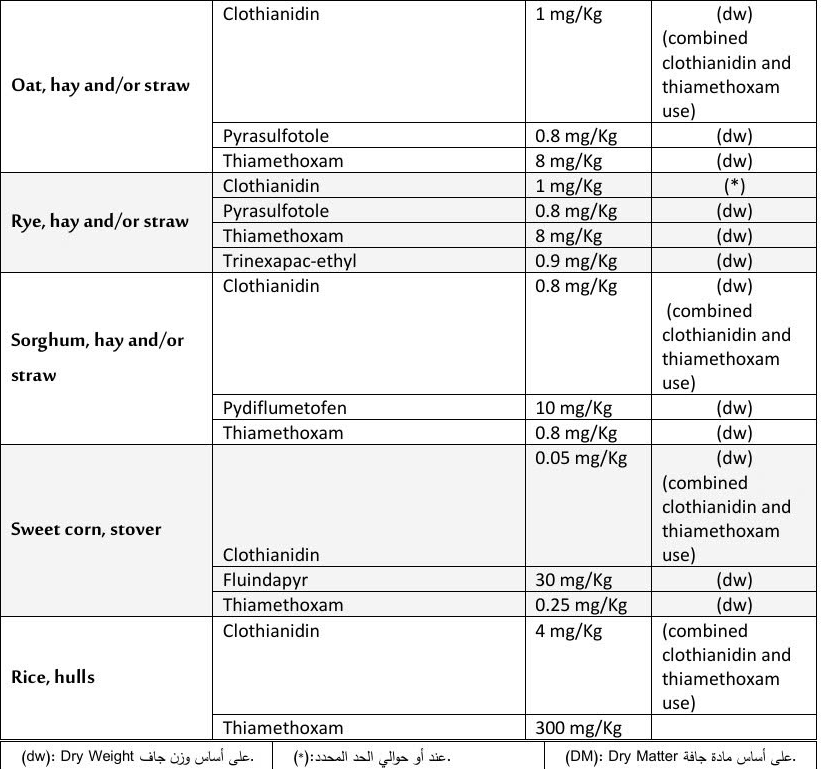 Oat, hay and/or straw
Clothianidin 1 mg/Kg (dw)
(combined
clothianidin and
thiamethoxam
use)
Pyrasulfotole 0.8 mg/Kg (dw)
Thiamethoxam 8 mg/Kg (dw)
Rye, hay and/or straw
Clothianidin 1 mg/Kg (*)
Pyrasulfotole 0.8 mg/Kg (dw)
Thiamethoxam 8 mg/Kg (dw)
Trinexapac-ethyl 0.9 mg/Kg (dw)
Sorghum, hay and/or
straw
Clothianidin 0.8 mg/Kg (dw)
(combined
clothianidin and
thiamethoxam
use)
Pydiflumetofen 10 mg/Kg (dw)
Thiamethoxam 0.8 mg/Kg (dw)
Sweet corn, stover
Clothianidin 0.05 mg/Kg (dw)
(combined
clothianidin and
thiamethoxam
use)
Fluindapyr 30 mg/Kg (dw)
Thiamethoxam 0.25 mg/Kg (dw)
Rice, hulls
Clothianidin 4 mg/Kg (combined
clothianidin and
thiamethoxam
use)
Thiamethoxam 300 mg/Kg
(dw): Dry Weight على أساس وزن جاف.
(*):عند أو حوالي الحد المحدد.
(DM): Dry Matter على أساس مادة جافة.